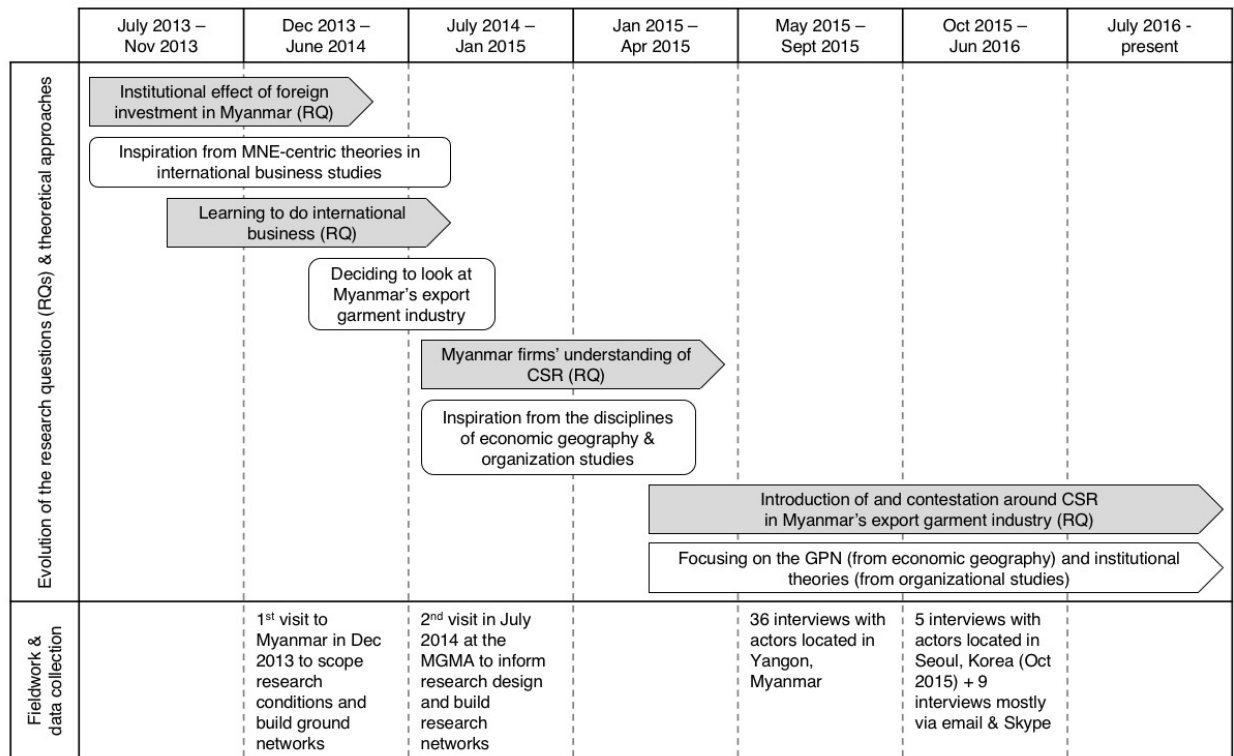 July 2013 –
Nov 2013
Dec 2013 –
June 2014
July 2014 –
Jan 2015
Jan 2015 -
Apr 2015
May 2015 –
Sept 2015
Oct 2015 –
Jun 2016
July 2016 -
present
Evolution of the research questions (RQs) & theoretical approaches
Institutional effect of foreign
investment in Myanmar (RQ)
Inspiration from MNE-centric theories in
international business studies
Learning to do international
business (RQ)
Deciding to look at
Myanmar's export
garment industry
Myanmar firms' understanding of
CSR (RQ)
Inspiration from the disciplines
of economic geography &
organization studies
Introduction of and contestation around CSR
in Myanmar's export garment industry (RQ)
Focusing on the GPN (from economic geography) and institutional
theories (from organizational studies)
Fieldwork &
data collection
1st visit to
Myanmar in Dec
2013 to scope
research
conditions and
build ground
networks
2nd visit in July
2014 at the
MGMA to inform
research design
and build
research
networks
36 interviews with
actors located in
Yangon,
Myanmar
5 interviews with
actors located in
Seoul, Korea (Oct
2015) + 9
interviews mostly
via email & Skype